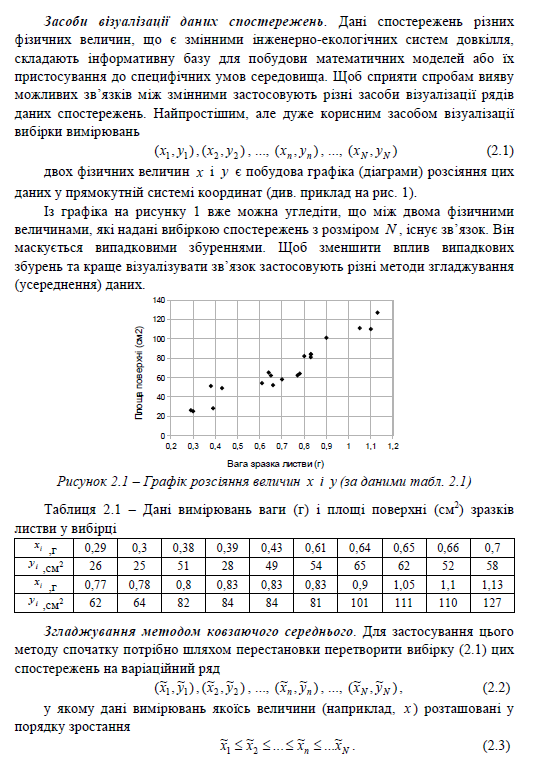 Засоби візуалізації даних спостережень. Дані спостережень різних
фізичних величин, що є змінними інженерно-екологічних систем довкілля,
складають інформативну базу для побудови математичних моделей або їх
пристосування до специфічних умов середовища. Щоб сприяти спробам вияву
можливих зв'язків між змінними застосовують різні засоби візуалізації рядів
даних спостережень. Найпростішим, але дуже корисним засобом візуалізації
вибірки вимірювань
(x₁, y₁), (x₂, y₂), ..., (xₙ, yₙ), ..., (x_N, y_N) (2.1)
двох фізичних величин x і y є побудова графіка (діаграми) розсіяння цих
даних у прямокутній системі координат (див. приклад на рис. 1).
Із графіка на рисунку 1 вже можна угледіти, що між двома фізичними
величинами, які надані вибіркою спостережень з розміром N, існує зв'язок. Він
маскується випадковими збуреннями. Щоб зменшити вплив випадкових
збурень та краще візуалізувати зв'язок застосовують різні методи згладжування
(усереднення) даних.
Площа поверхні (см2)
140
120
100
80
60
40
20
0
0,2 0,3 0,4 0,5 0,6 0,7 0,8 0,9 1 1,1 1,2
Вага зразка листви (г)
Рисунок 2.1 – Графік розсіяння величин x і y (за даними табл. 2.1)
Таблиця 2.1 – Дані вимірювань ваги (г) і площі поверхні (см²) зразків
листви у вибірці
xᵢ ,г 0,29 0,3 0,38 0,39 0,43 0,61 0,64 0,65 0,66 0,7
yᵢ ,см² 26 25 51 28 49 54 65 62 52 58
xᵢ ,г 0,77 0,78 0,8 0,83 0,83 0,83 0,9 1,05 1,1 1,13
yᵢ ,см² 62 64 82 84 84 81 101 111 110 127
Згладжування методом ковзаючого середнього. Для застосування цього
методу спочатку потрібно шляхом перестановки перетворити вибірку (2.1) цих
спостережень на варіаційний ряд
(x̃₁, ỹ₁), (x̃₂, ỹ₂), ..., (x̃ₙ, ỹₙ), ..., (x̃_N, ỹ_N), (2.2)
у якому дані вимірювань якоїсь величини (наприклад, x) розташовані у
порядку зростання
x̃₁ ≤ x̃₂ ≤ ... ≤ x̃ₙ ≤ ...x̃_N. (2.3)